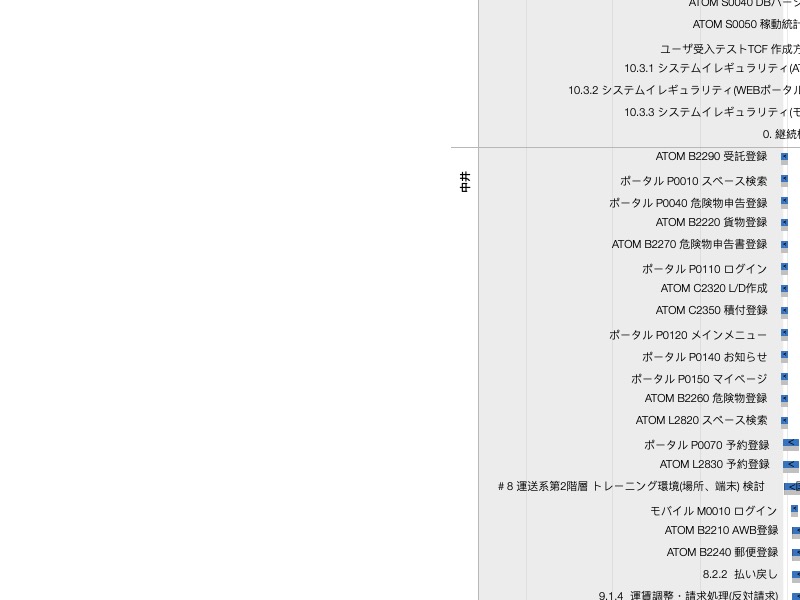 ATOM S0040 DBバージ
ATOM S0050 稼動統計
ユーザ受入テストTCF 作成方
10.3.1 システムイレギュラリティ(AT
10.3.2 システムイレギュラリティ(WEBポータル
10.3.3 システムイレギュラリティ(モ
0. 継続検
中井
ATOM B2290 受託登録
ポータル P0010 スペース検索
ポータル P0040 危険物申告登録
ATOM B2220 貨物登録
ATOM B2270 危険物申告書登録
ポータル P0110 ログイン
ATOM C2320 L/D作成
ATOM C2350 積付登録
ポータル P0120 メインメニュー
ポータル P0140 お知らせ
ポータル P0150 マイページ
ATOM B2260 危険物登録
ATOM L2820 スペース検索
ポータル P0070 予約登録
ATOM L2830 予約登録
#８運送系第2階層 トレーニング環境(場所、端末) 検討
モバイル M0010 ログイン
ATOM B2210 AWB登録
ATOM B2240 郵便登録
8.2.2 払い戻し
9.1.4 運賃調整・請求処理(反対請求)